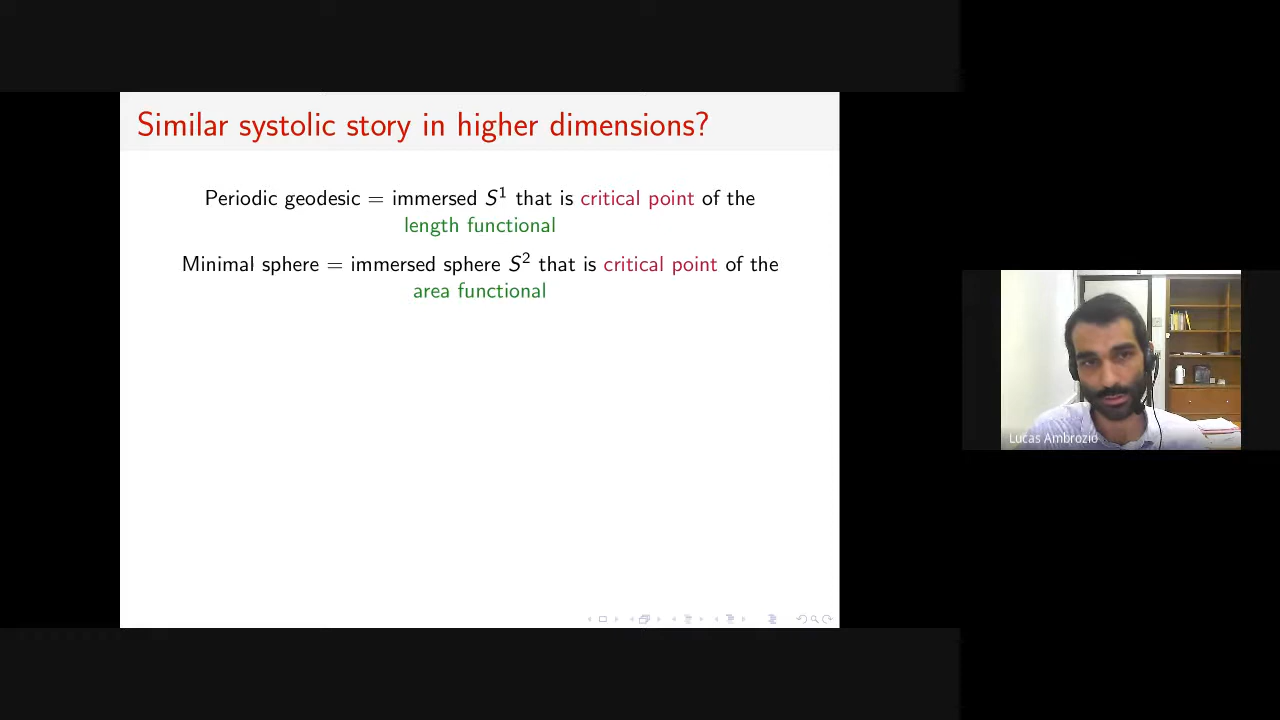 Similar systolic story in higher dimensions?
Periodic geodesic = immersed S¹ that is critical point of the
length functional
Minimal sphere = immersed sphere S² that is critical point of the
area functional
Lucas Ambrozio